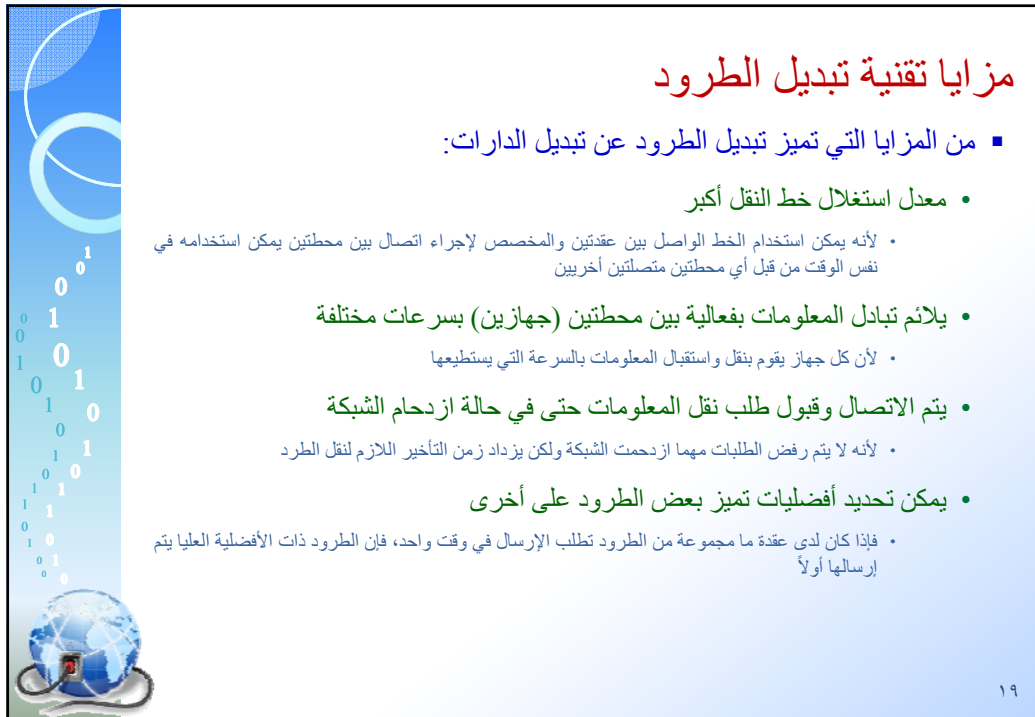 مزايا تقنية تبديل الطرود
▪ من المزايا التي تميز تبديل الطرود عن تبديل الدارات:
• معدل استغلال خط النقل أكبر
• لأنه يمكن استخدام الخط الواصل بين عقدتين والمخصص لإجراء اتصال بين محطتين يمكن استخدامه في
نفس الوقت من قبل أي محطتين متصلتين أخريين
• يلائم تبادل المعلومات بفعالية بين محطتين (جهازين) بسرعات مختلفة
• لأن كل جهاز يقوم بنقل واستقبال المعلومات بالسرعة التي يستطيعها
• يتم الاتصال وقبول طلب نقل المعلومات حتى في حالة ازدحام الشبكة
• لأنه لا يتم رفض الطلبات مهما ازدحمت الشبكة ولكن يزداد زمن التأخير اللازم لنقل الطرد
• يمكن تحديد أفضليات تميز بعض الطرود على أخرى
• فإذا كان لدى عقدة ما مجموعة من الطرود تطلب الإرسال في وقت واحد، فإن الطرود ذات الأفضلية العليا يتم
إرسالها أولاً
١٩